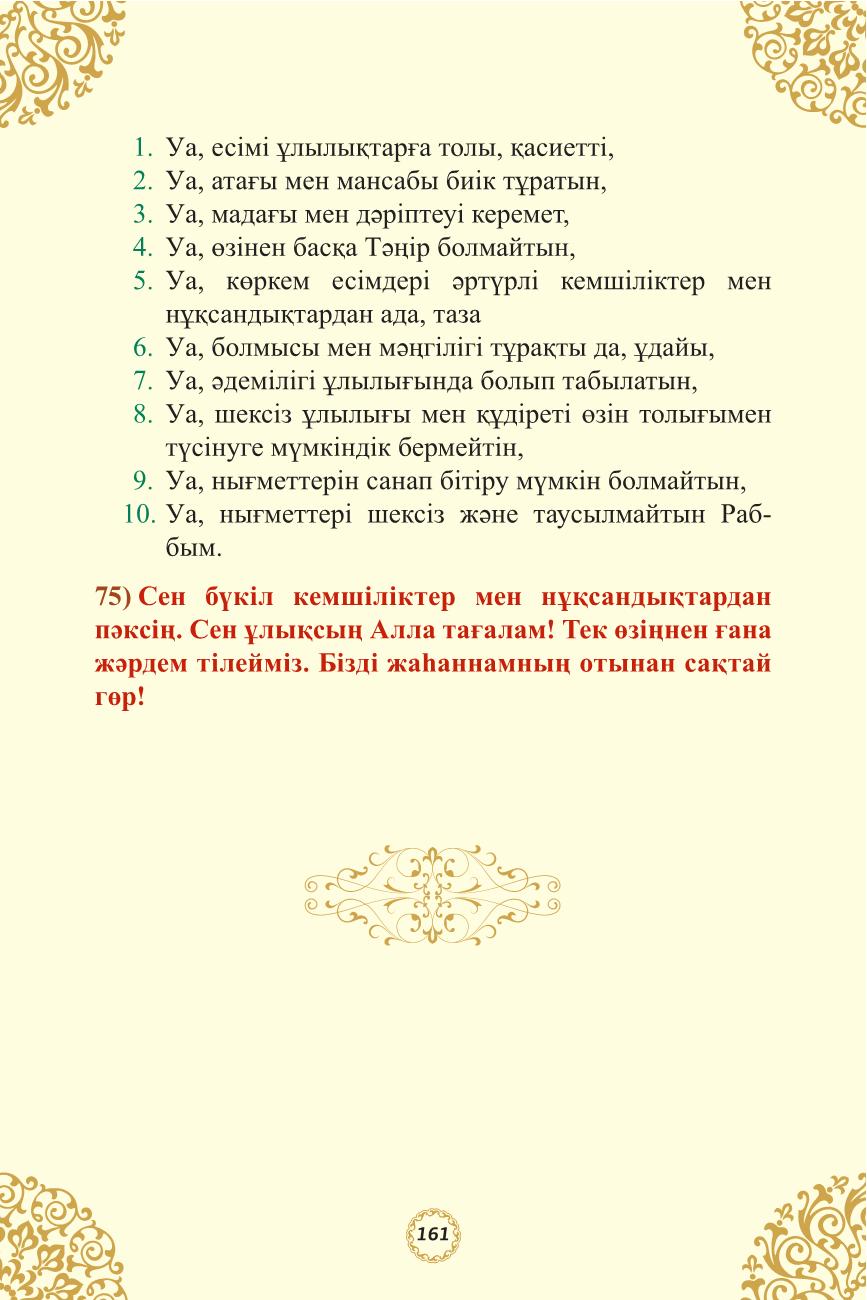 1. Уа, есімі ұлылықтарға толы, қасиетті,
2. Уа, атағы мен мансабы биік тұратын,
3. Уа, мадағы мен дәріптеуі керемет,
4. Уа, өзінен басқа Тәңір болмайтын,
5. Уа, көркем есімдері әртүрлі кемшіліктер мен
нұқсандықтардан ада, таза
6. Уа, болмысы мен мәңгілігі тұрақты да, ұдайы,
7. Уа, әдемілігі ұлылығында болып табылатын,
8. Уа, шексіз ұлылығы мен құдіреті өзін толығымен
түсінуге мүмкіндік бермейтін,
9. Уа, нығметтерін санап бітіру мүмкін болмайтын,
10. Уа, нығметтері шексіз және таусылмайтын Раб-
бым.
75) Сен бүкіл кемшіліктер мен нұқсандықтардан
пәксің. Сен ұлықсың Алла тағалам! Тек өзіңнен ғана
жәрдем тілейміз. Бізді жаһаннамның отынан сақтай
гөр!
161